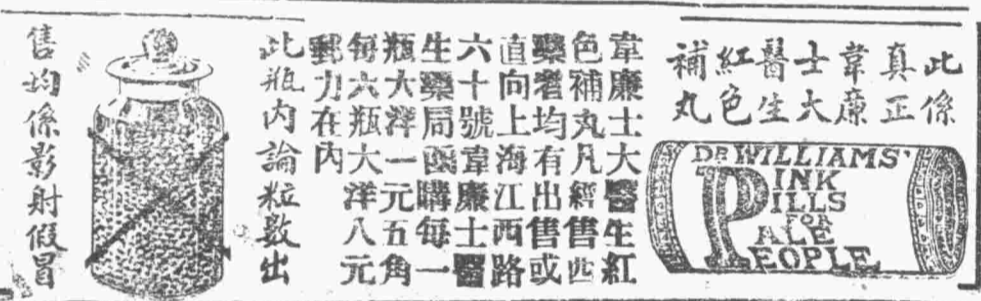 此係
真正
韋廉
士大
醫生
紅色
補丸
DR WILLIAMS'
PINK
PILLS
FOR
PALE
PEOPLE
韋廉士大醫生紅
色補丸凡經售西
藥者均有出售或
直向上海江西路
六十號韋廉士醫
生藥局函購每一
瓶大洋一元五角
每六瓶大洋八元
郵力在內
此瓶內論粒數出
售均係影射假冒